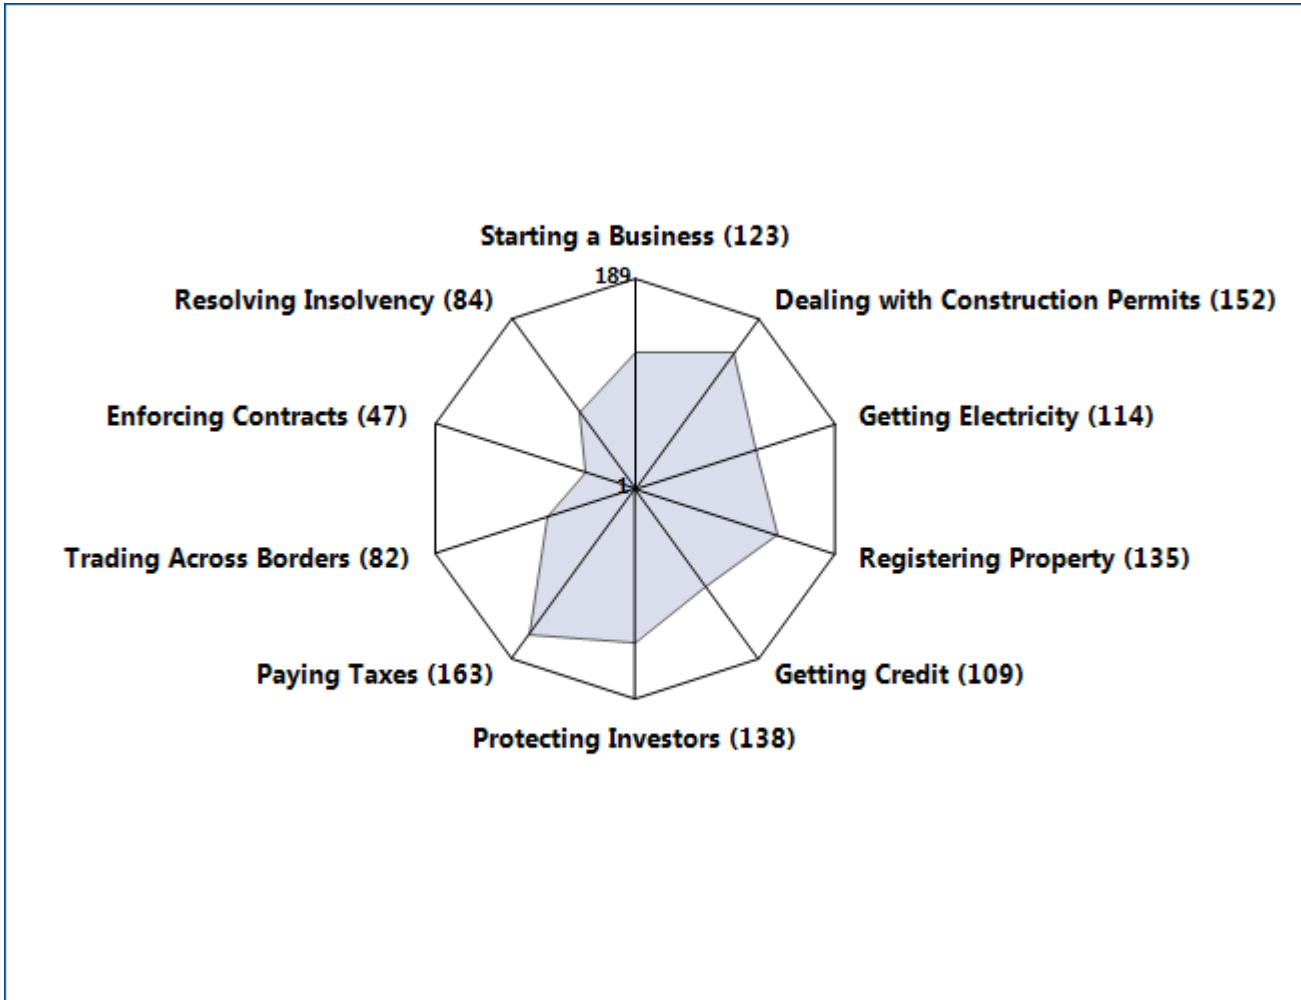 Starting a Business (123)
189
Resolving Insolvency (84)
Dealing with Construction Permits (152)
Enforcing Contracts (47)
Getting Electricity (114)
1
Trading Across Borders (82)
Registering Property (135)
Paying Taxes (163)
Getting Credit (109)
Protecting Investors (138)